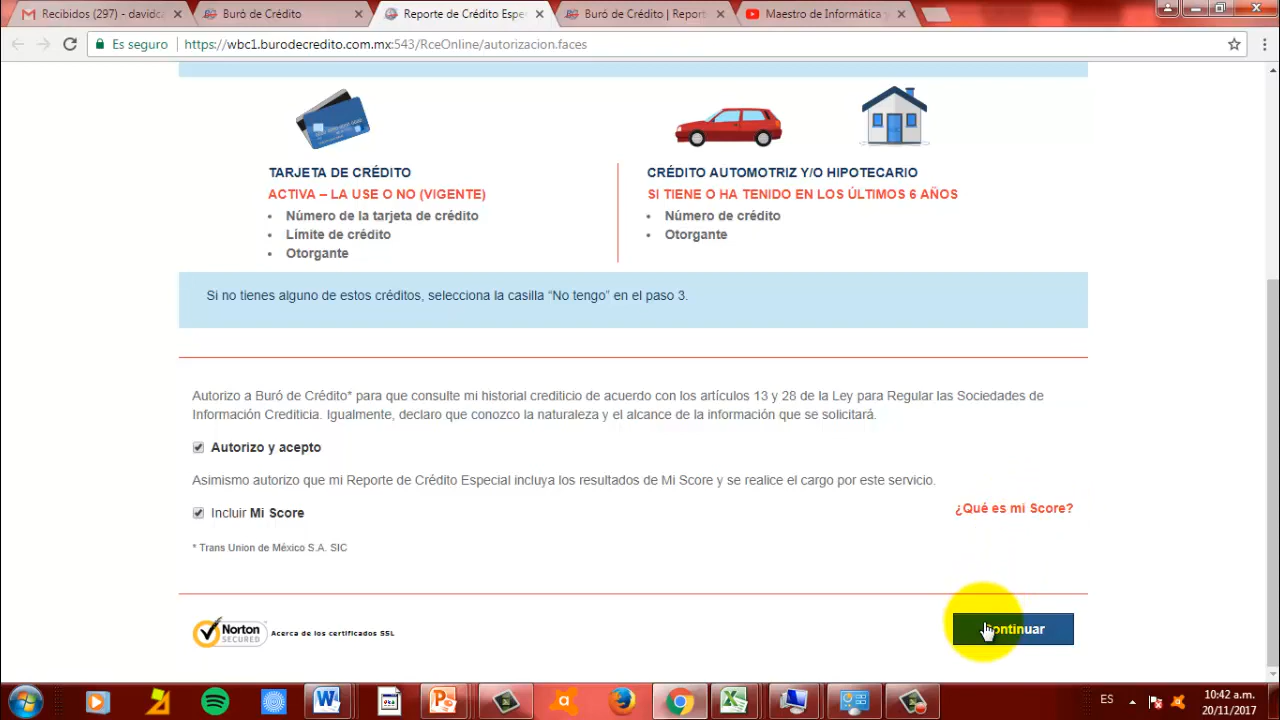 Recibidos (297) - davidca
Buró de Crédito
Reporte de Crédito Espe
Buró de Crédito | Report
Maestro de Informática y
Es seguro
https://wbc1.burodecredito.com.mx:543/RceOnline/autorizacion.faces
TARJETA DE CRÉDITO
ACTIVA – LA USE O NO (VIGENTE)
• Número de la tarjeta de crédito
• Límite de crédito
• Otorgante
CRÉDITO AUTOMOTRIZ Y/O HIPOTECARIO
SI TIENE O HA TENIDO EN LOS ÚLTIMOS 6 AÑOS
• Número de crédito
• Otorgante
Si no tienes alguno de estos créditos, selecciona la casilla “No tengo” en el paso 3.
Autorizo a Buró de Crédito* para que consulte mi historial crediticio de acuerdo con los artículos 13 y 28 de la Ley para Regular las Sociedades de
Información Crediticia. Igualmente, declaro que conozco la naturaleza y el alcance de la información que se solicitará.
Autorizo y acepto
Asimismo autorizo que mi Reporte de Crédito Especial incluya los resultados de Mi Score y se realice el cargo por este servicio.
¿Qué es mi Score?
Incluir Mi Score
* Trans Union de México S.A. SIC
Norton
SECURED
Acerca de los certificados SSL
Continuar
ES
10:42 a.m.
20/11/2017